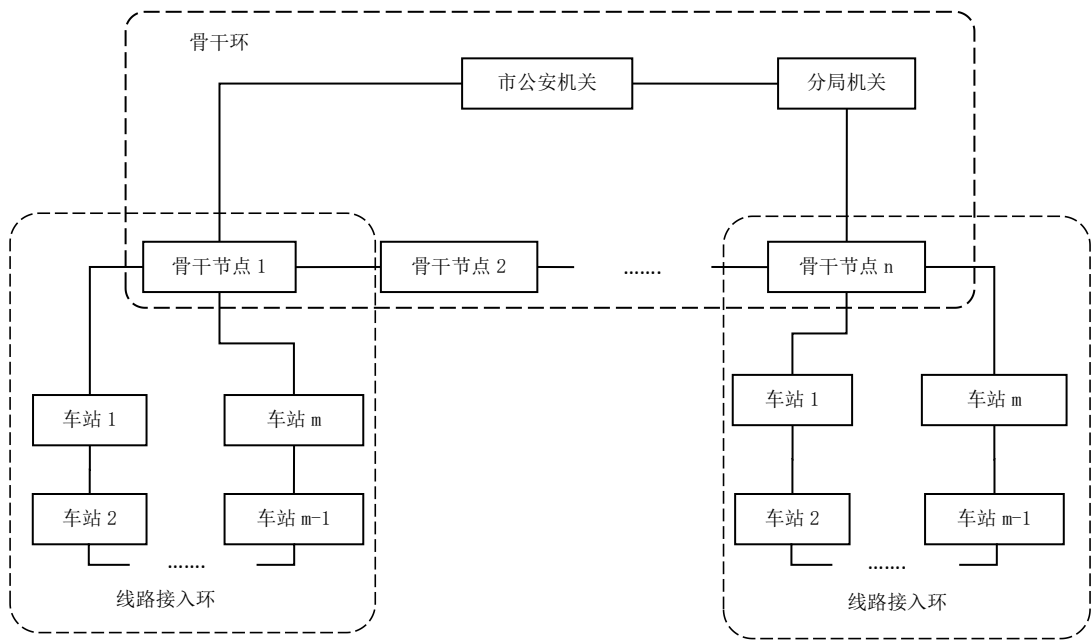 骨干环
市公安机关
分局机关
骨干节点 1
骨干节点 2
.......
骨干节点 n
车站 1
车站 m
车站 1
车站 m
车站 2
车站 m-1
车站 2
车站 m-1
.......
.......
线路接入环
线路接入环